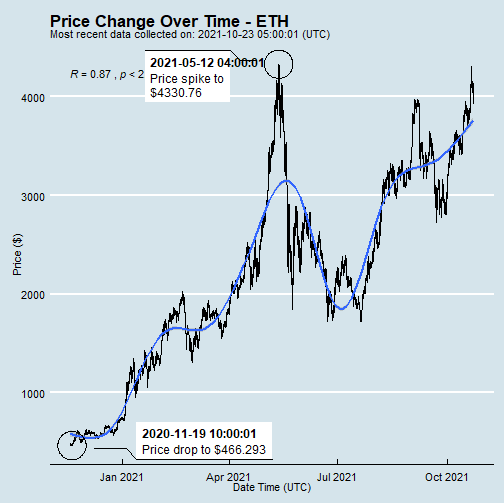 Price Change Over Time - ETH
Most recent data collected on: 2021-10-23 05:00:01 (UTC)
R = 0.87 , p < 2
2021-05-12 04:00:01
Price spike to
$4330.76
4000
3000
2000
1000
Price ($)
2020-11-19 10:00:01
Price drop to $466.293
Jan 2021
Apr 2021
Jul 2021
Oct 2021
Date Time (UTC)